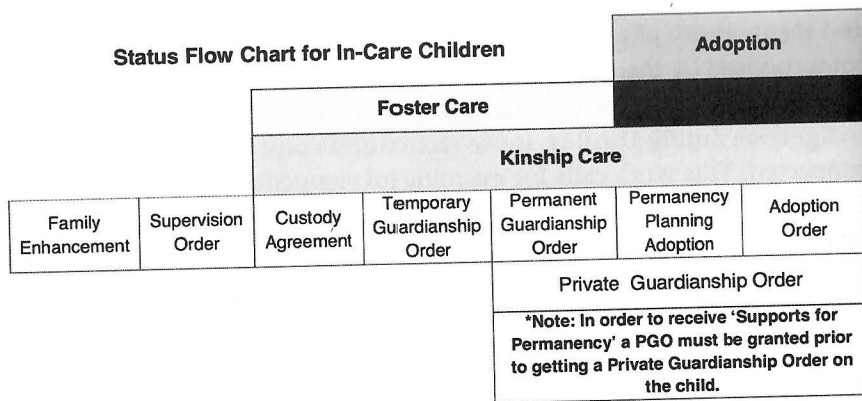 Status Flow Chart for In-Care Children
Adoption
Foster Care
Kinship Care
Family
Enhancement
Supervision
Order
Custody
Agreement
Temporary
Guardianship
Order
Permanent
Guardianship
Order
Permanency
Planning
Adoption
Adoption
Order
Private Guardianship Order
*Note: In order to receive ‘Supports for
Permanency’ a PGO must be granted prior
to getting a Private Guardianship Order on
the child.